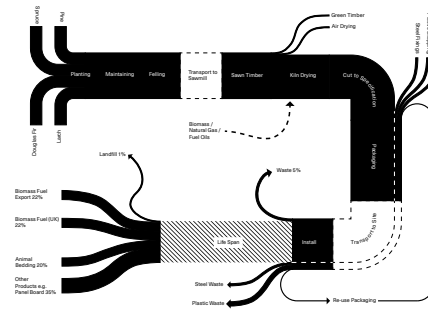 Spruce
Pine
Douglas Fir
Larch
Planting
Maintaining
Felling
Transport to
Sawmill
Sawn Timber
Kiln Drying
Cut to Specification
Green Timber
Air Drying
Steel Fixings
Biomass /
Natural Gas /
Fuel Oils
Packaging
Transport to Site
Landfill 1%
Waste 5%
Biomass Fuel
Export 22%
Biomass Fuel (UK)
22%
Animal
Bedding 20%
Other
Products e.g.
Panel Board 35%
Life Span
Install
Steel Waste
Plastic Waste
Re-use Packaging